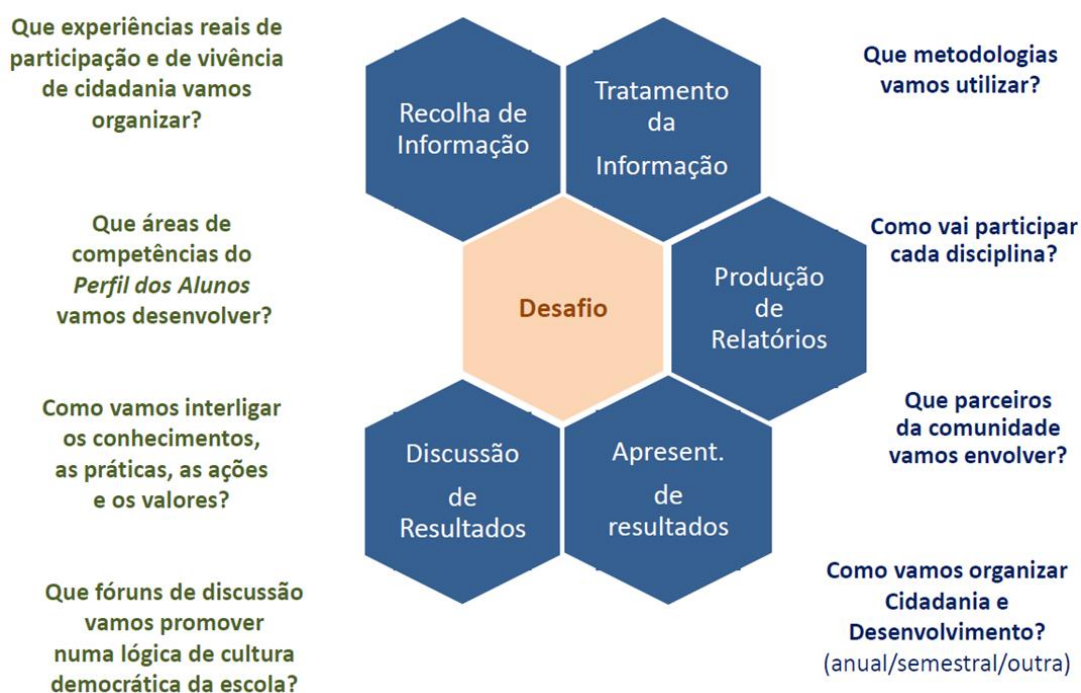 Que experiências reais de
participação e de vivência
de cidadania vamos
organizar?
Que áreas de
competências do
Perfil dos Alunos
vamos desenvolver?
Como vamos interligar
os conhecimentos,
as práticas, as ações
e os valores?
Que fóruns de discussão
vamos promover
numa lógica de cultura
democrática da escola?
Recolha de
Informação
Tratamento
da
Informação
Desafio
Produção
de
Relatórios
Discussão
de
Resultados
Apresent.
de
resultados
Que metodologias
vamos utilizar?
Como vai participar
cada disciplina?
Que parceiros
da comunidade
vamos envolver?
Como vamos organizar
Cidadania e
Desenvolvimento?
(anual/semestral/outra)